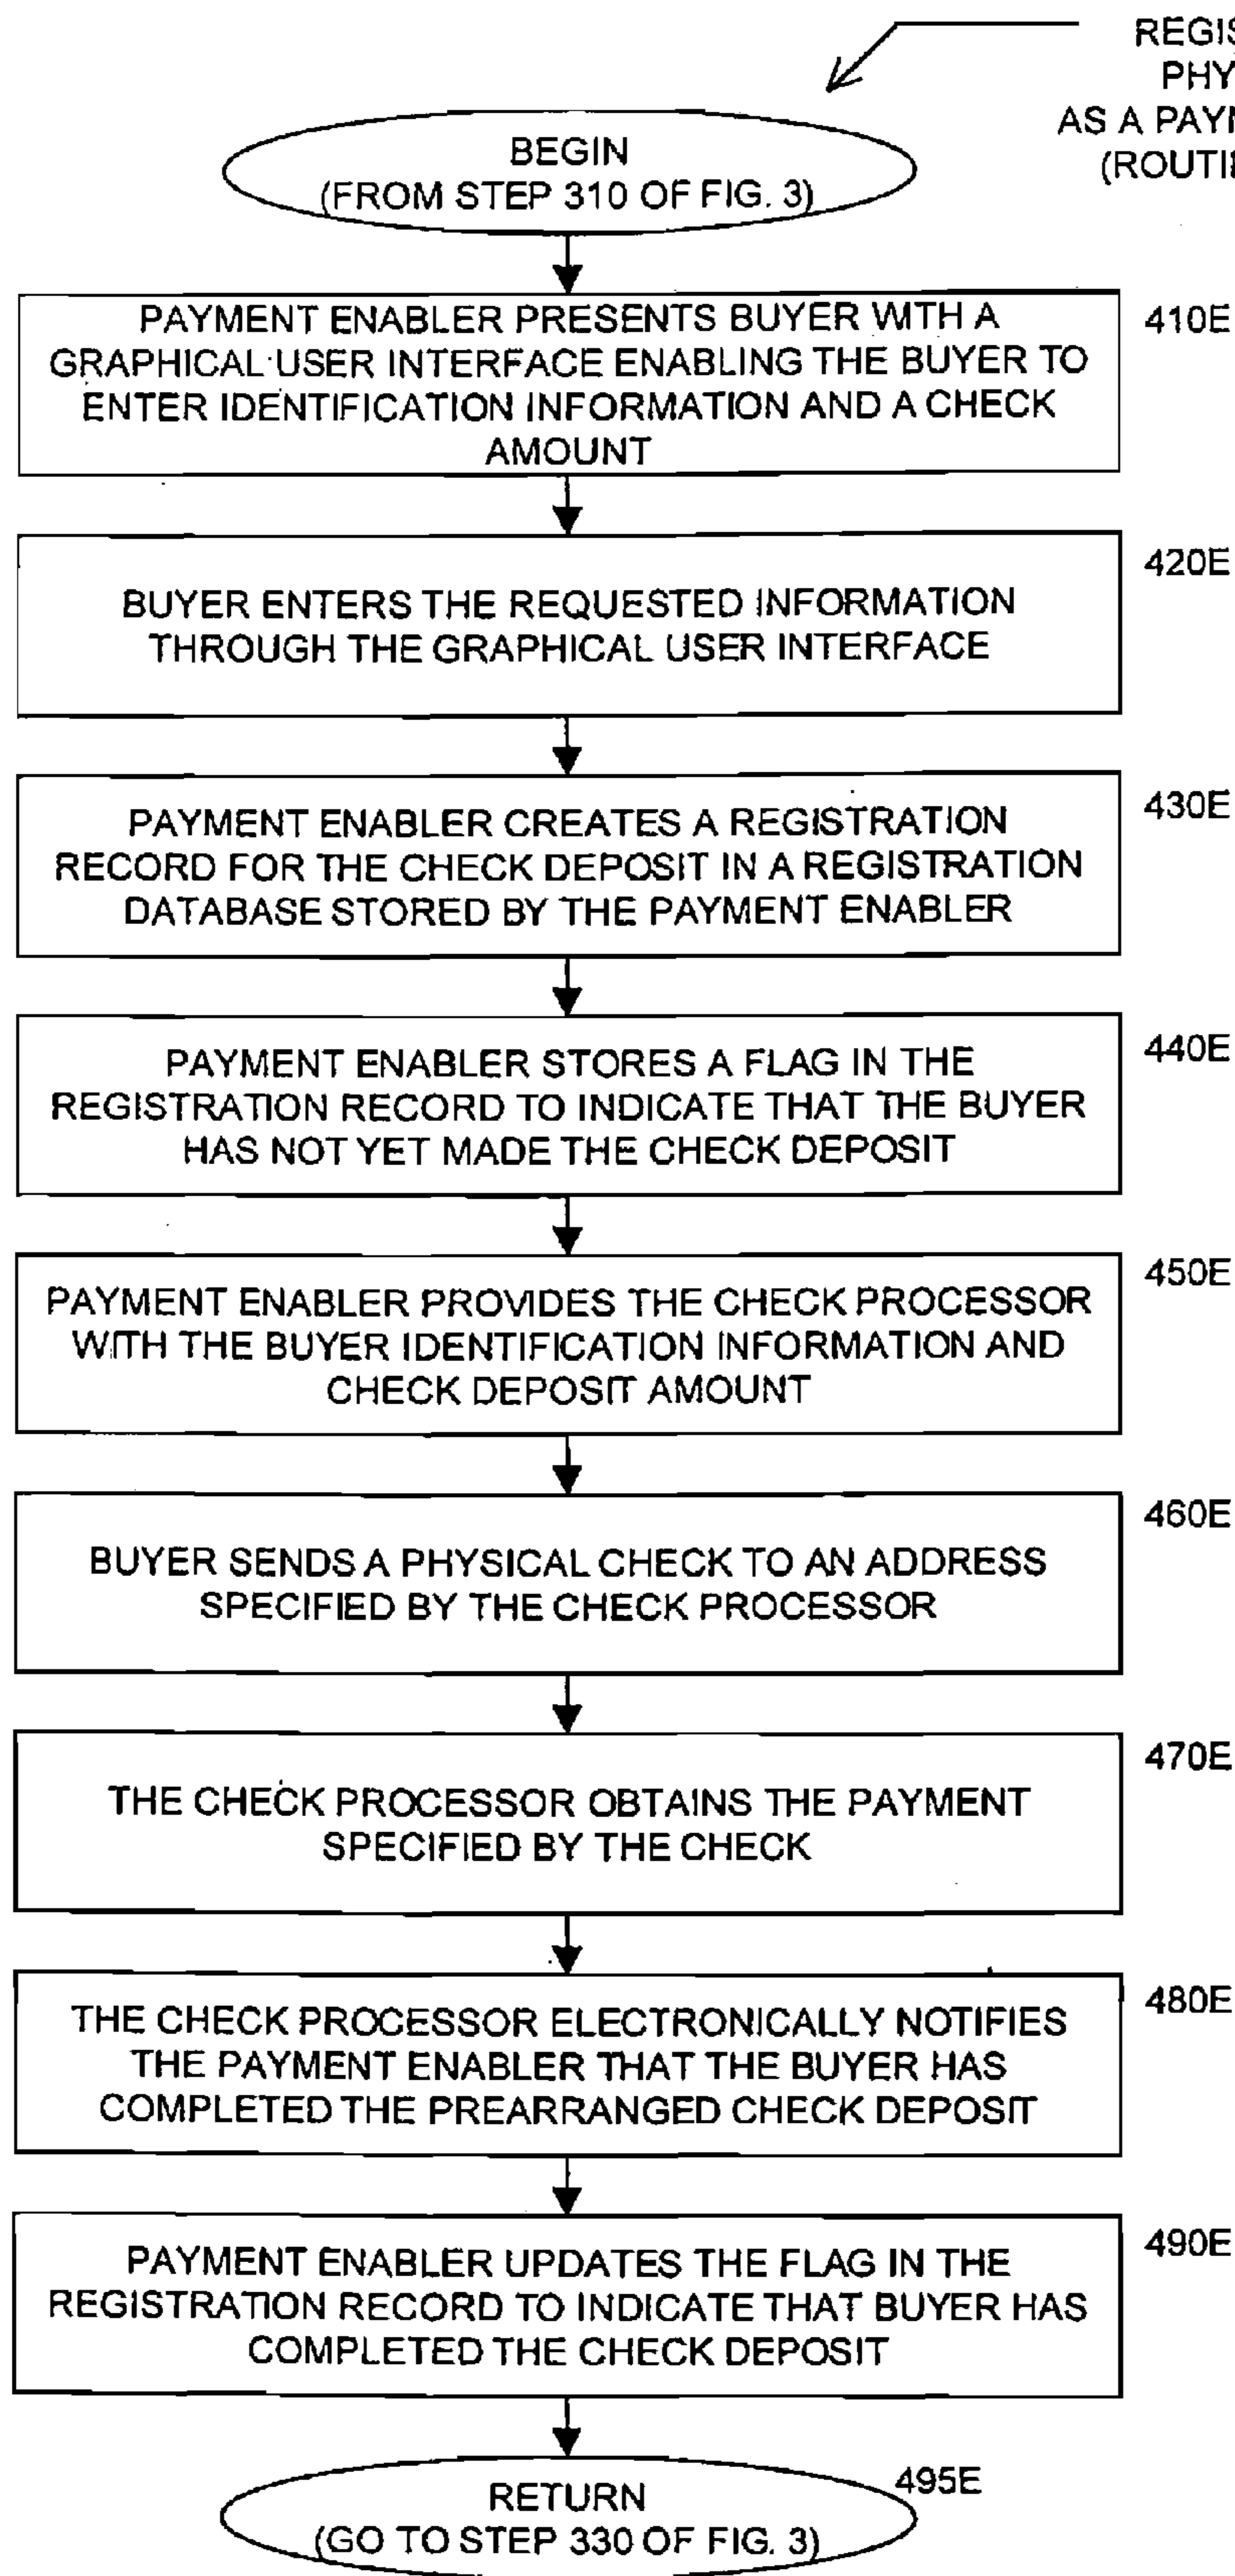 REGIS
PHY
AS A PAYM
(ROUTI
BEGIN
(FROM STEP 310 OF FIG. 3)
PAYMENT ENABLER PRESENTS BUYER WITH A
GRAPHICAL USER INTERFACE ENABLING THE BUYER TO
ENTER IDENTIFICATION INFORMATION AND A CHECK
AMOUNT
410E
BUYER ENTERS THE REQUESTED INFORMATION
THROUGH THE GRAPHICAL USER INTERFACE
420E
PAYMENT ENABLER CREATES A REGISTRATION
RECORD FOR THE CHECK DEPOSIT IN A REGISTRATION
DATABASE STORED BY THE PAYMENT ENABLER
430E
PAYMENT ENABLER STORES A FLAG IN THE
REGISTRATION RECORD TO INDICATE THAT THE BUYER
HAS NOT YET MADE THE CHECK DEPOSIT
440E
PAYMENT ENABLER PROVIDES THE CHECK PROCESSOR
WITH THE BUYER IDENTIFICATION INFORMATION AND
CHECK DEPOSIT AMOUNT
450E
BUYER SENDS A PHYSICAL CHECK TO AN ADDRESS
SPECIFIED BY THE CHECK PROCESSOR
460E
THE CHECK PROCESSOR OBTAINS THE PAYMENT
SPECIFIED BY THE CHECK
470E
THE CHECK PROCESSOR ELECTRONICALLY NOTIFIES
THE PAYMENT ENABLER THAT THE BUYER HAS
COMPLETED THE PREARRANGED CHECK DEPOSIT
480E
PAYMENT ENABLER UPDATES THE FLAG IN THE
REGISTRATION RECORD TO INDICATE THAT BUYER HAS
COMPLETED THE CHECK DEPOSIT
490E
RETURN
(GO TO STEP 330 OF FIG. 3)
495E